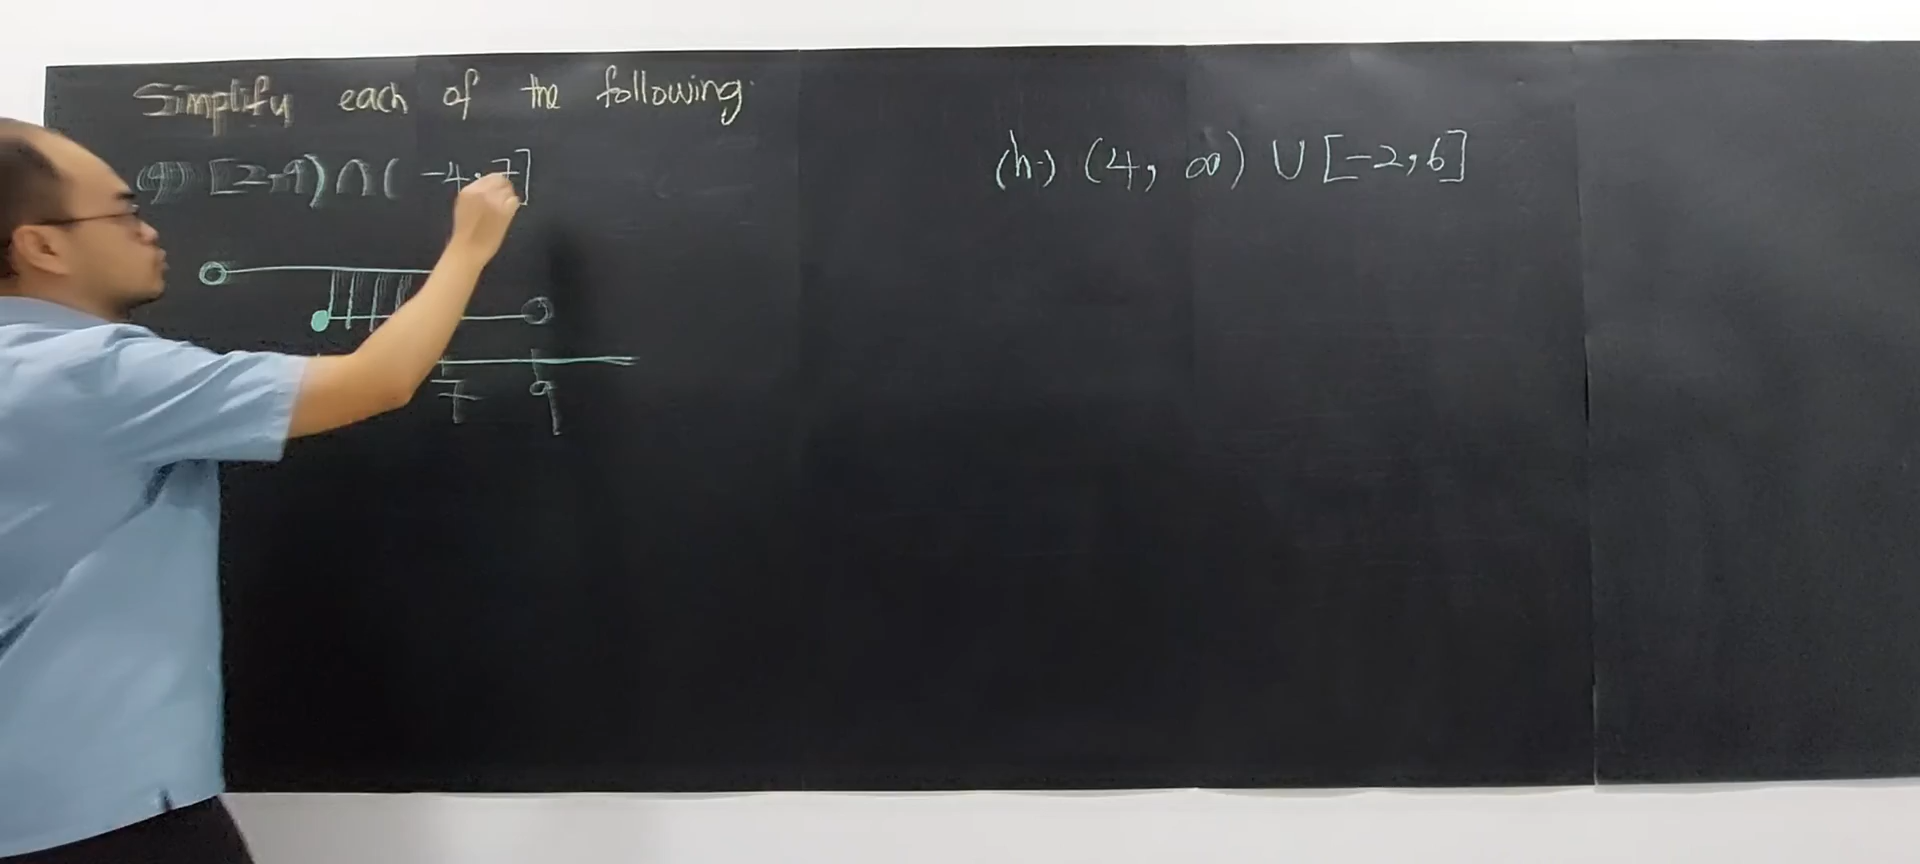 Simplify each of the following.
(g) [2,9) ∩ ( -4, 7]
(h.) (4, ∞) ∪ [-2, 6]
7 9